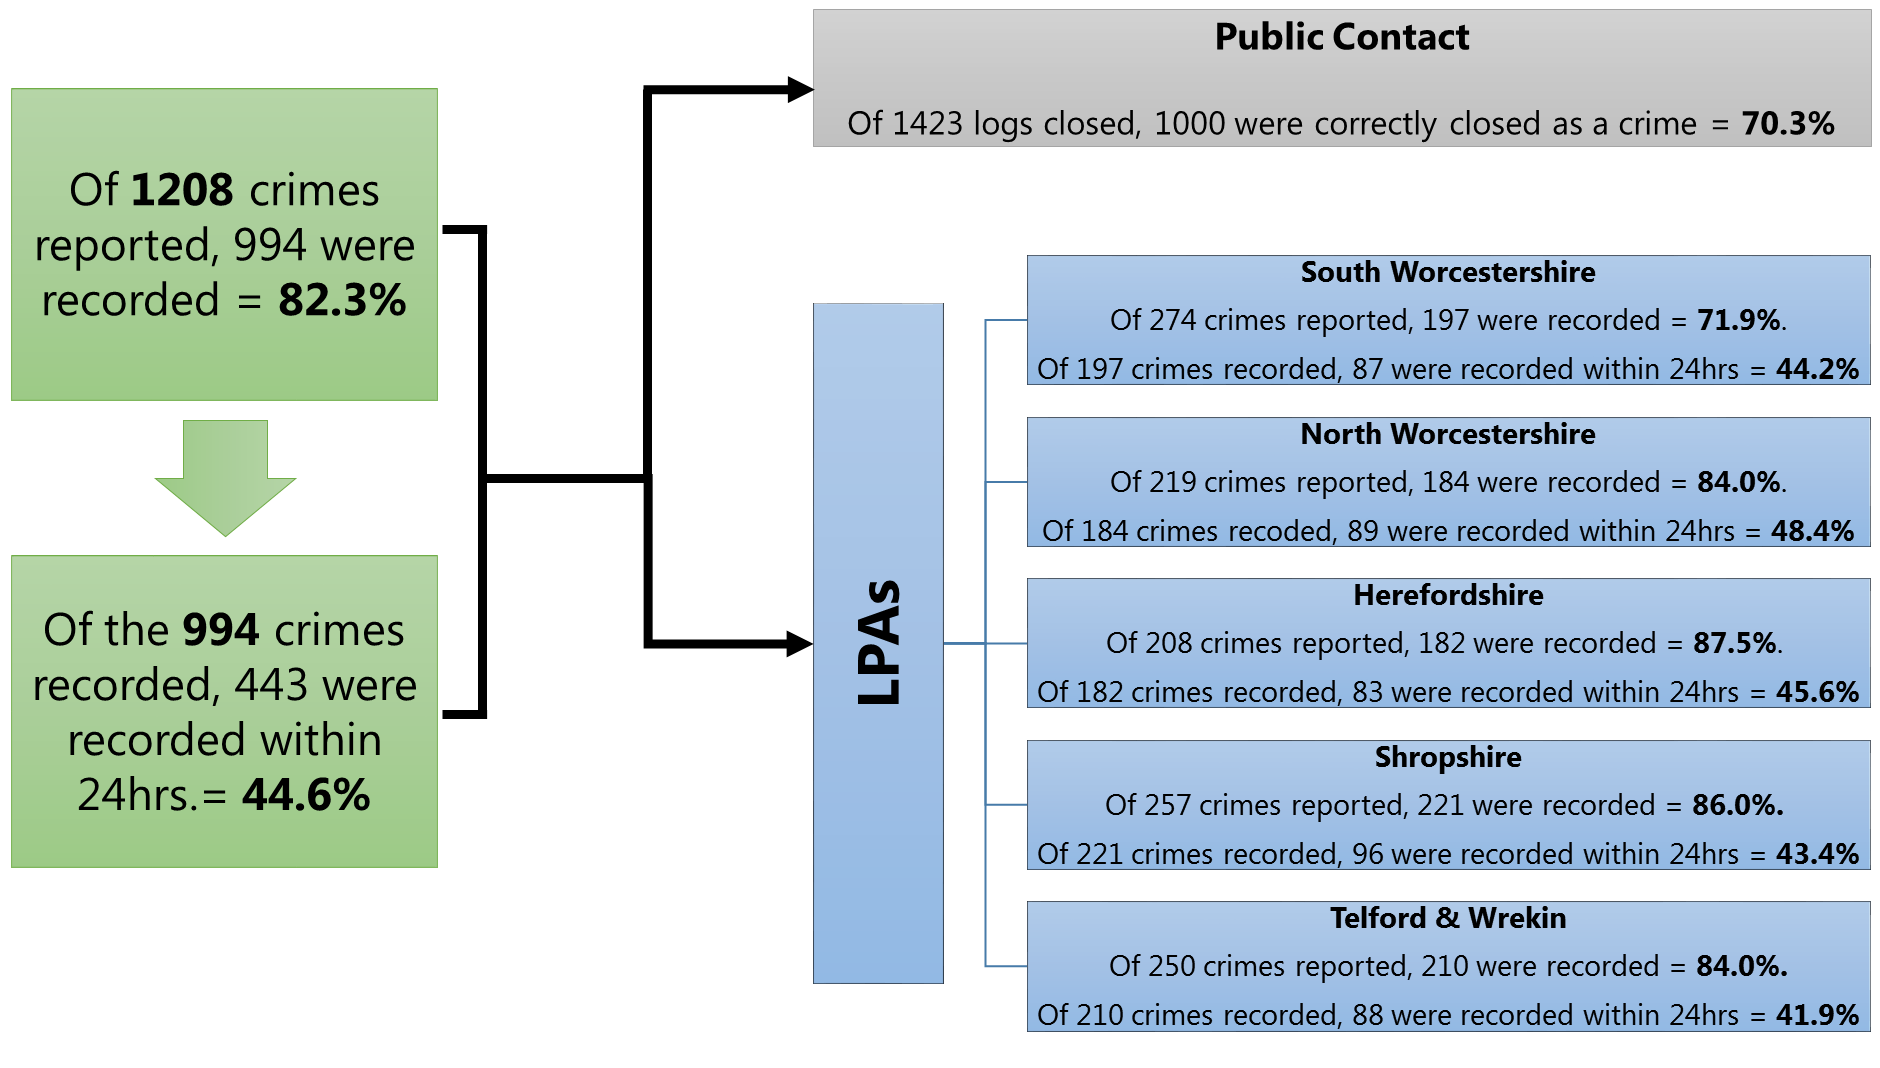 Of 1208 crimes
reported, 994 were
recorded = 82.3%
Of the 994 crimes
recorded, 443 were
recorded within
24hrs.= 44.6%
Public Contact
Of 1423 logs closed, 1000 were correctly closed as a crime = 70.3%
LPAs
South Worcestershire
Of 274 crimes reported, 197 were recorded = 71.9%.
Of 197 crimes recorded, 87 were recorded within 24hrs = 44.2%
North Worcestershire
Of 219 crimes reported, 184 were recorded = 84.0%.
Of 184 crimes recoded, 89 were recorded within 24hrs = 48.4%
Herefordshire
Of 208 crimes reported, 182 were recorded = 87.5%.
Of 182 crimes recorded, 83 were recorded within 24hrs = 45.6%
Shropshire
Of 257 crimes reported, 221 were recorded = 86.0%.
Of 221 crimes recorded, 96 were recorded within 24hrs = 43.4%
Telford & Wrekin
Of 250 crimes reported, 210 were recorded = 84.0%.
Of 210 crimes recorded, 88 were recorded within 24hrs = 41.9%